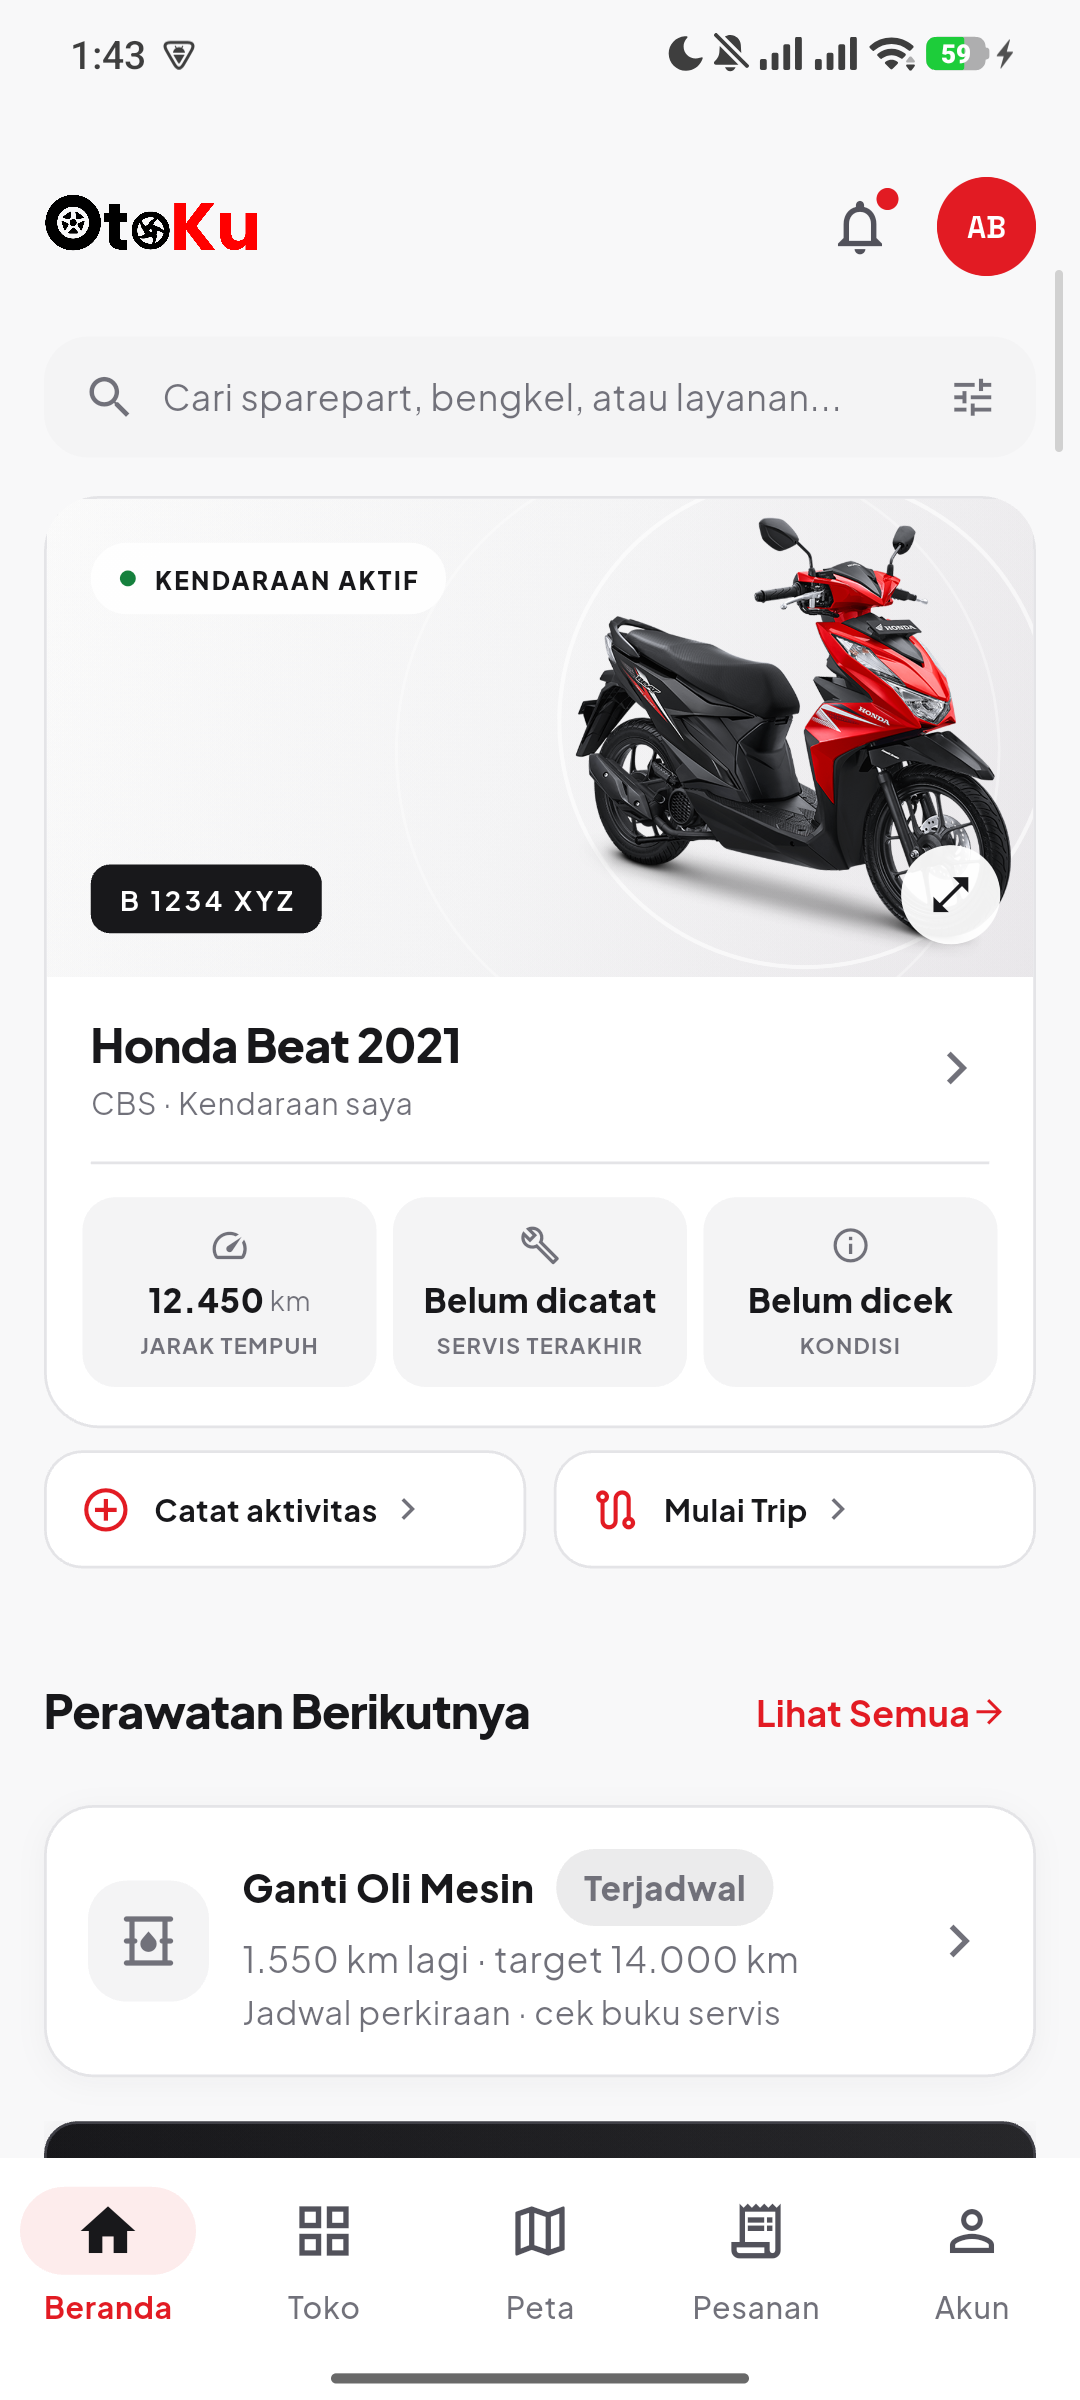 1:43
59
OtoKu
AB
Cari sparepart, bengkel, atau layanan...
KENDARAAN AKTIF
HONDA
HONDA
B 1234 XYZ
Honda Beat 2021
CBS · Kendaraan saya
12.450 km
JARAK TEMPUH
Belum dicatat
SERVIS TERAKHIR
Belum dicek
KONDISI
Catat aktivitas
Mulai Trip
Perawatan Berikutnya
Lihat Semua
Ganti Oli Mesin
Terjadwal
1.550 km lagi · target 14.000 km
Jadwal perkiraan · cek buku servis
Beranda
Toko
Peta
Pesanan
Akun